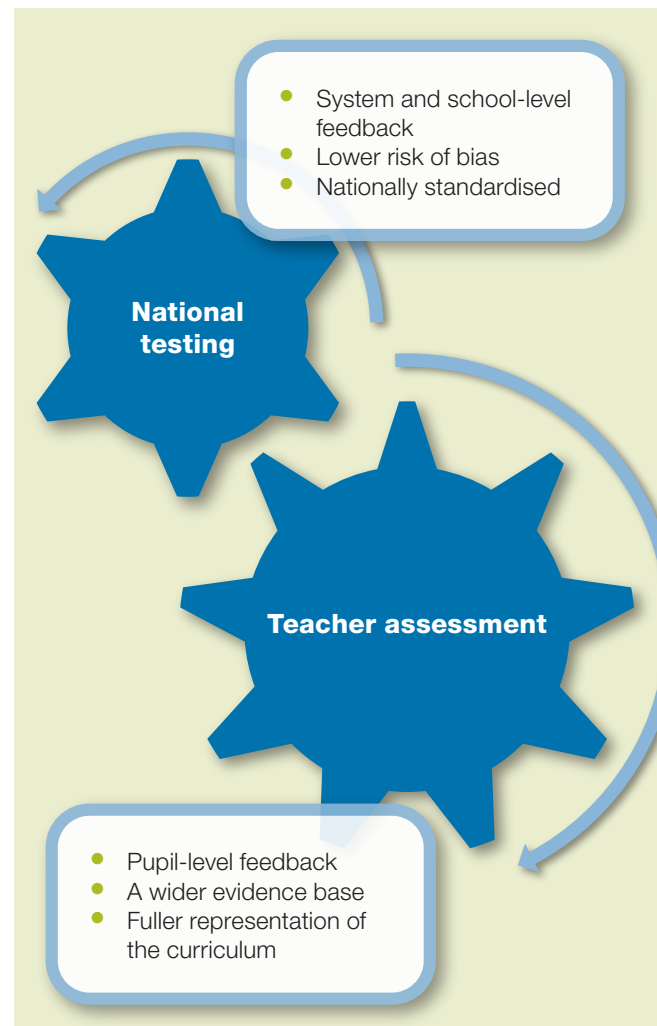 • System and school-level
feedback
• Lower risk of bias
• Nationally standardised
National
testing
Teacher assessment
• Pupil-level feedback
• A wider evidence base
• Fuller representation of
the curriculum